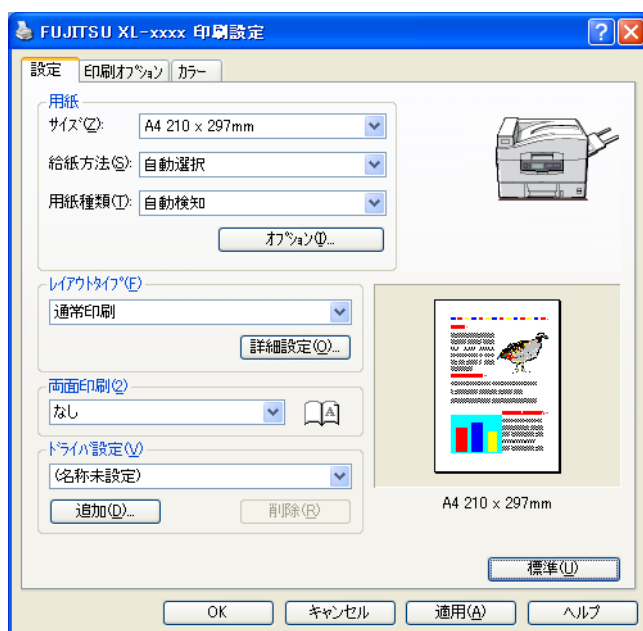 FUJITSU XL-xxxx 印刷設定
設定 印刷オプション カラー
用紙
サイズ(Z): A4 210 x 297mm
給紙方法(S): 自動選択
用紙種類(T): 自動検知
オプション(I)...
レイアウトタイプ(F)
通常印刷
詳細設定(O)...
両面印刷(2)
なし
A
ドライバ設定(V)
(名称未設定)
追加(D)... 削除(R)
A4 210 x 297mm
標準(U)
OK キャンセル 適用(A) ヘルプ